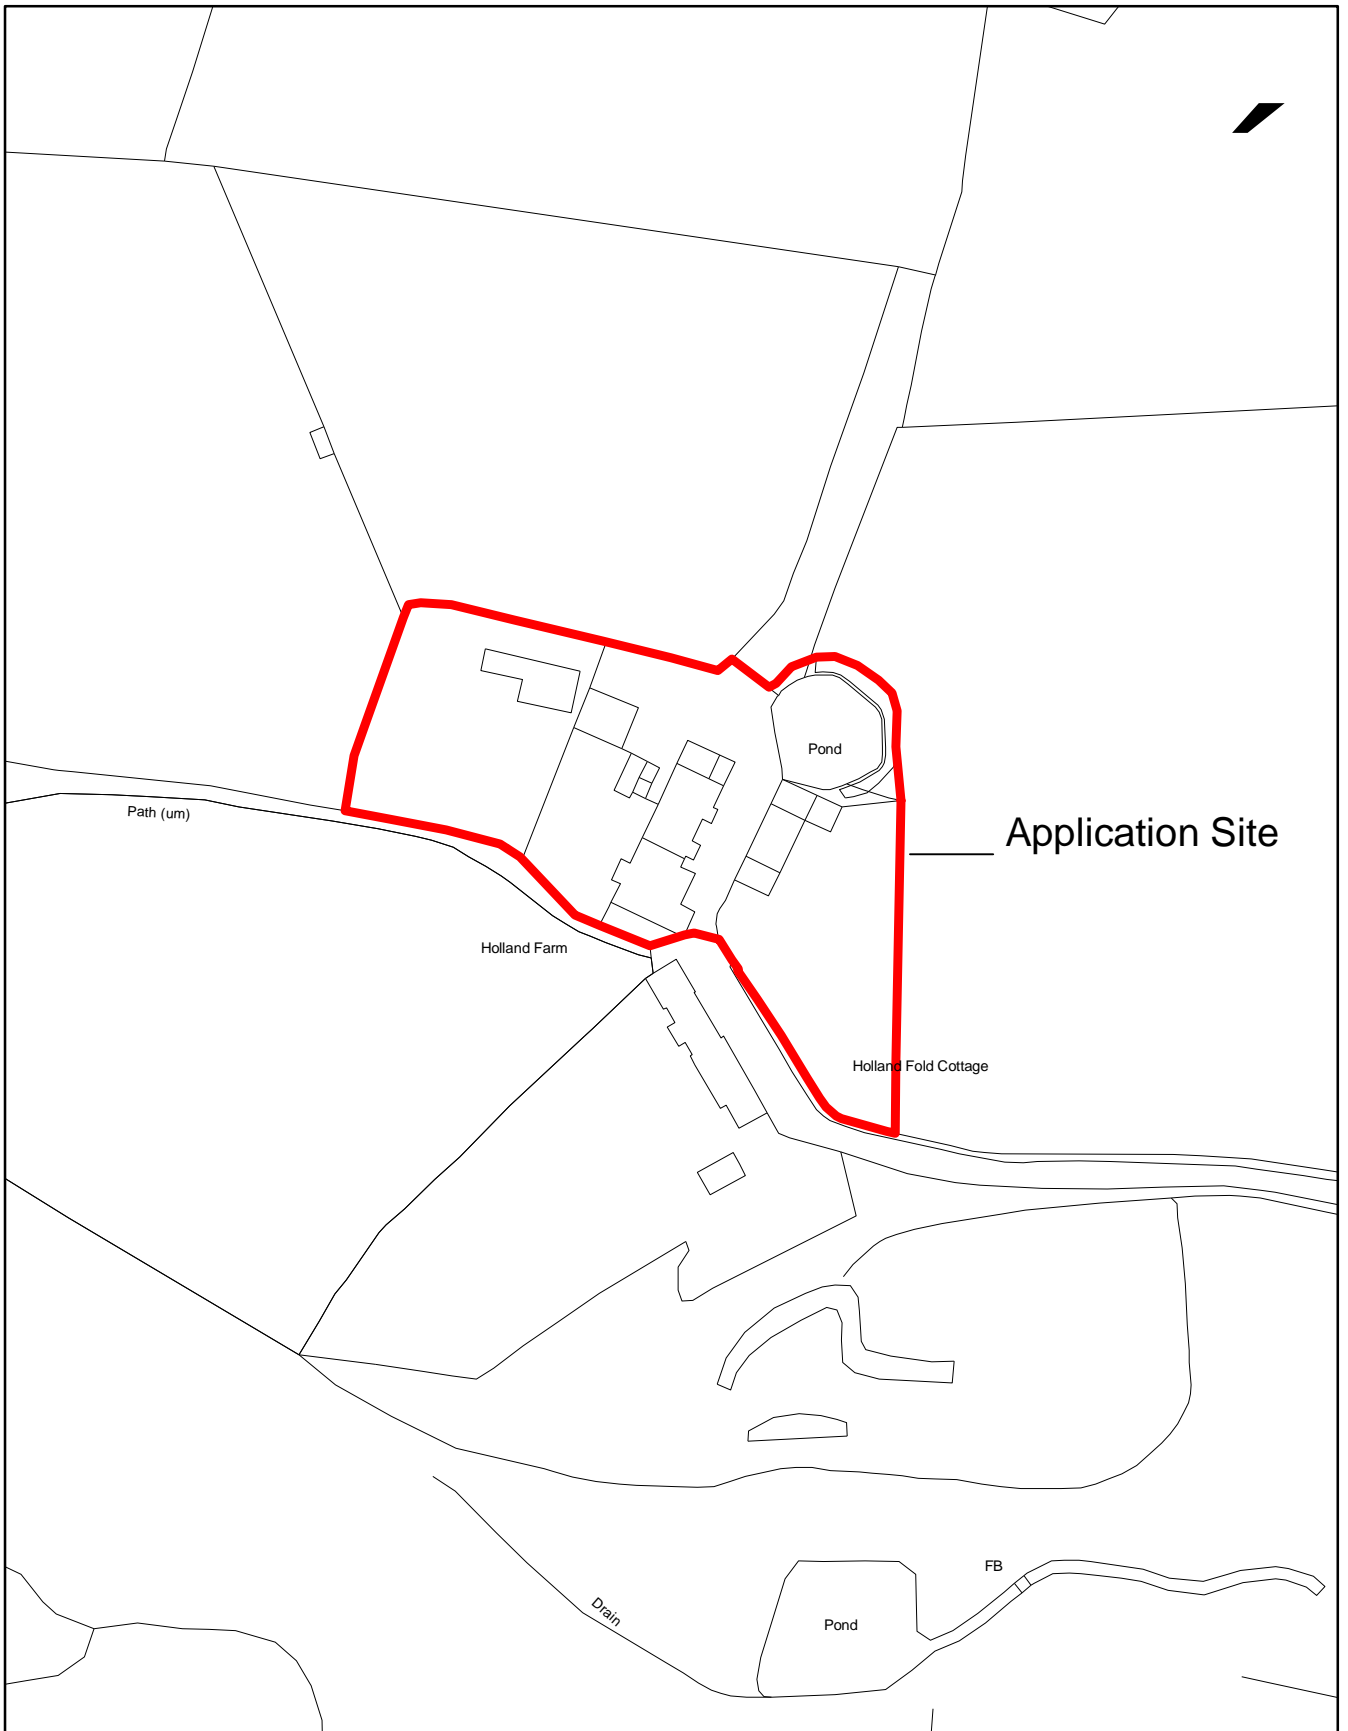 Pond
Path (um)
Application Site
Holland Farm
Holland Fold Cottage
FB
Drain
Pond